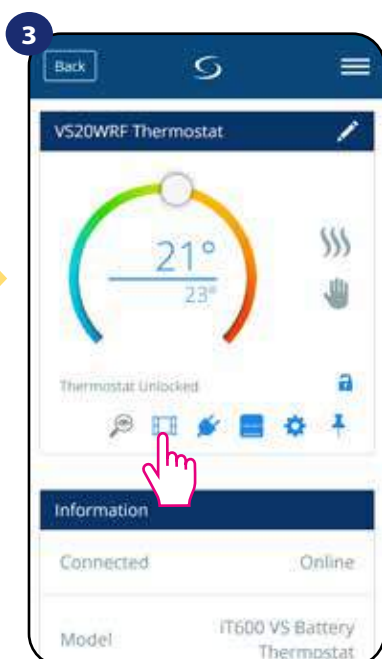 3
Back
VS20WRF Thermostat
21°
23°
Thermostat Unlocked
Information
Connected Online
Model iT600 VS Battery
Thermostat